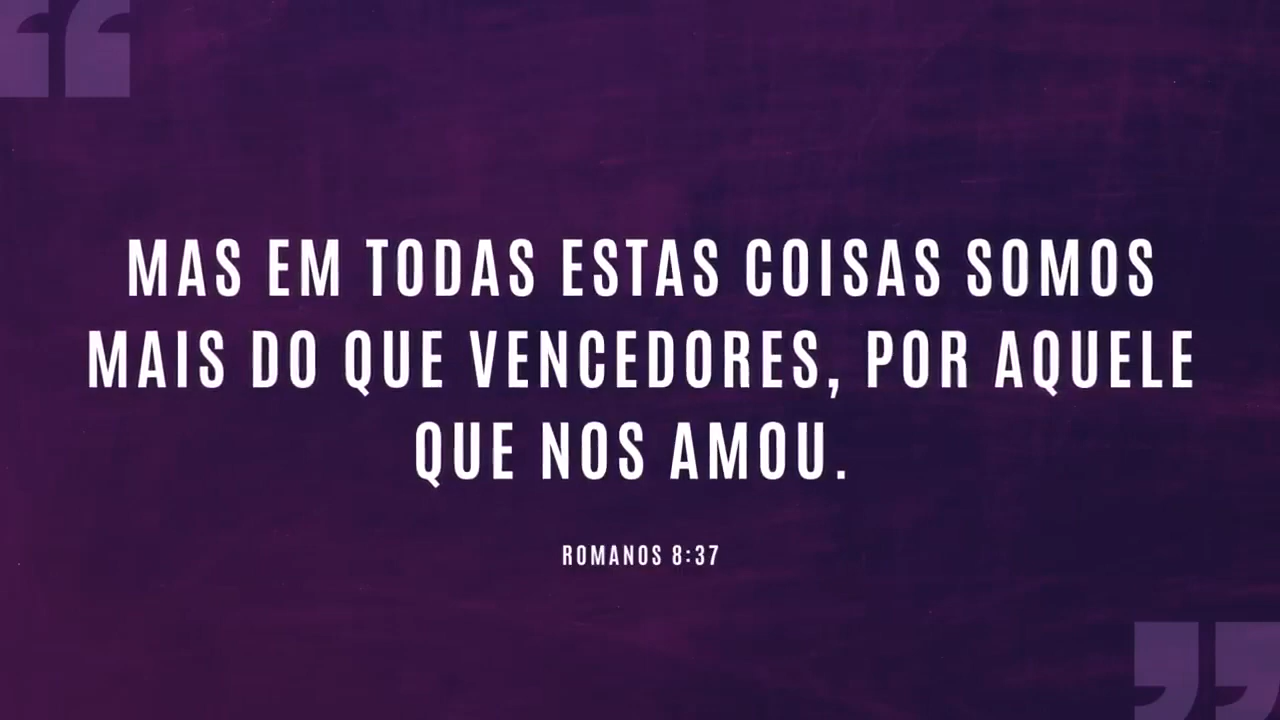 MAS EM TODAS ESTAS COISAS SOMOS
MAIS DO QUE VENCEDORES, POR AQUELE
QUE NOS AMOU.
ROMANOS 8:37